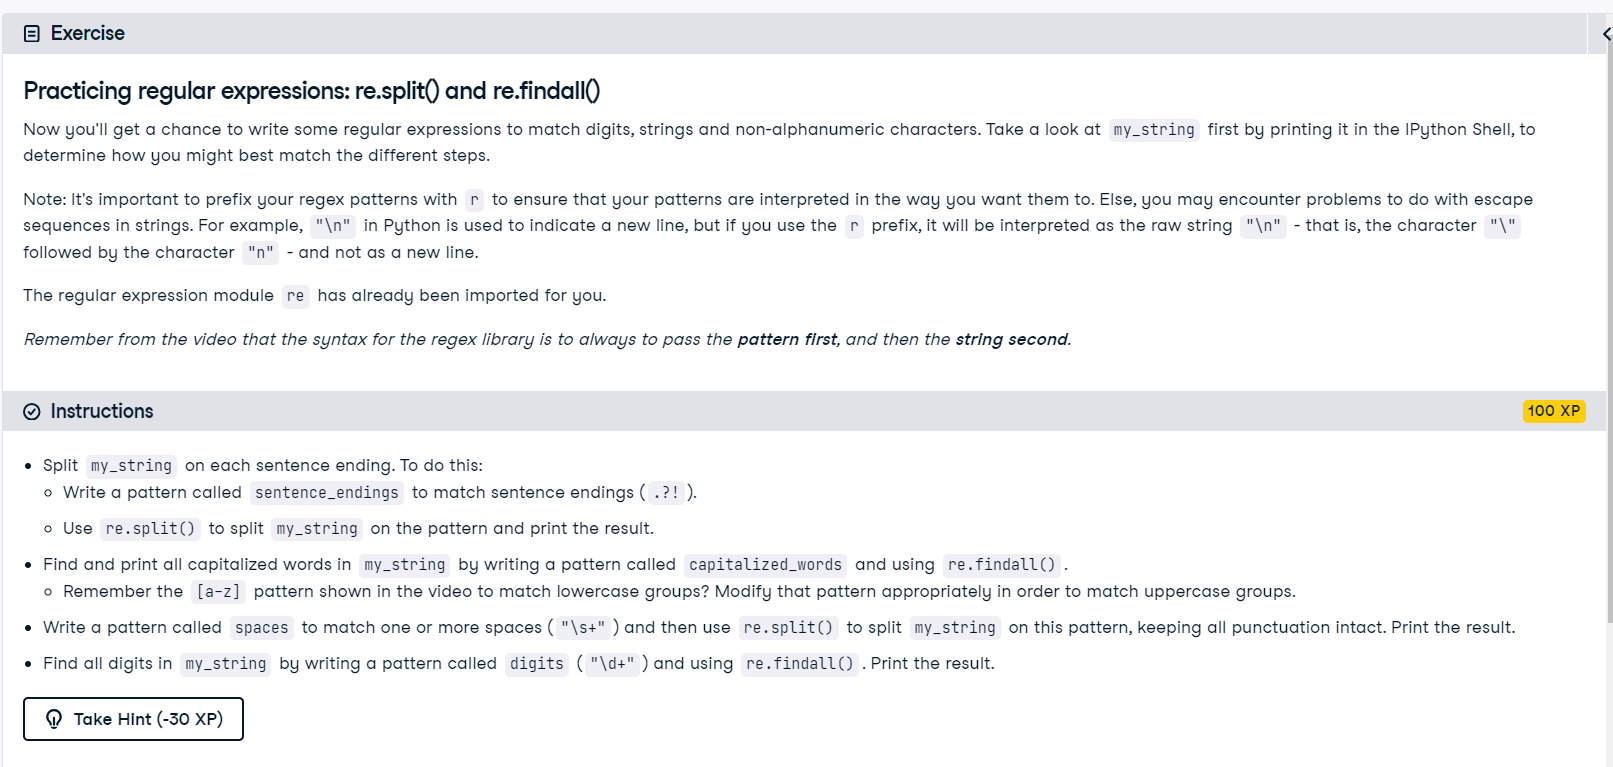 Exercise
Practicing regular expressions: re.split() and re.findall()
Now you'll get a chance to write some regular expressions to match digits, strings and non-alphanumeric characters. Take a look at my_string first by printing it in the IPython Shell, to
determine how you might best match the different steps.
Note: It's important to prefix your regex patterns with r to ensure that your patterns are interpreted in the way you want them to. Else, you may encounter problems to do with escape
sequences in strings. For example, "\n" in Python is used to indicate a new line, but if you use the r prefix, it will be interpreted as the raw string "\n" - that is, the character "\"
followed by the character "n" - and not as a new line.
The regular expression module re has already been imported for you.
Remember from the video that the syntax for the regex library is to always to pass the pattern first, and then the string second.
Instructions
100 XP
• Split my_string on each sentence ending. To do this:
○ Write a pattern called sentence_endings to match sentence endings (.?!).
○ Use re.split() to split my_string on the pattern and print the result.
• Find and print all capitalized words in my_string by writing a pattern called capitalized_words and using re.findall().
○ Remember the [a-z] pattern shown in the video to match lowercase groups? Modify that pattern appropriately in order to match uppercase groups.
• Write a pattern called spaces to match one or more spaces ("\s+") and then use re.split() to split my_string on this pattern, keeping all punctuation intact. Print the result.
• Find all digits in my_string by writing a pattern called digits ("\d+") and using re.findall(). Print the result.
Take Hint (-30 XP)